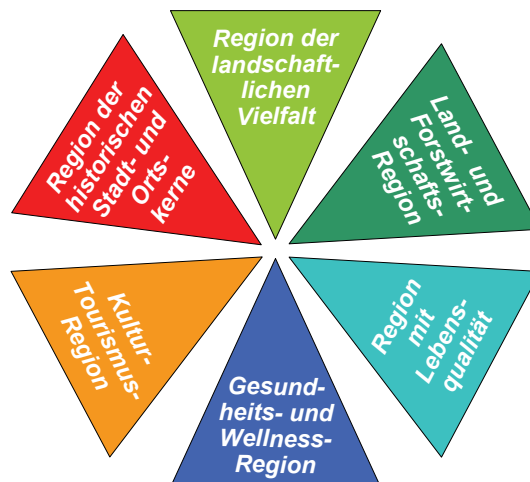 Region der
landschaft-
lichen
Vielfalt
Land- und
Forstwirt-
schafts-
Region
Region
mit
Lebens-
qualität
Gesund-
heits- und
Wellness-
Region
Kultur-
Tourismus-
Region
Region der
historischen
Stadt- und
Orts-
kerne